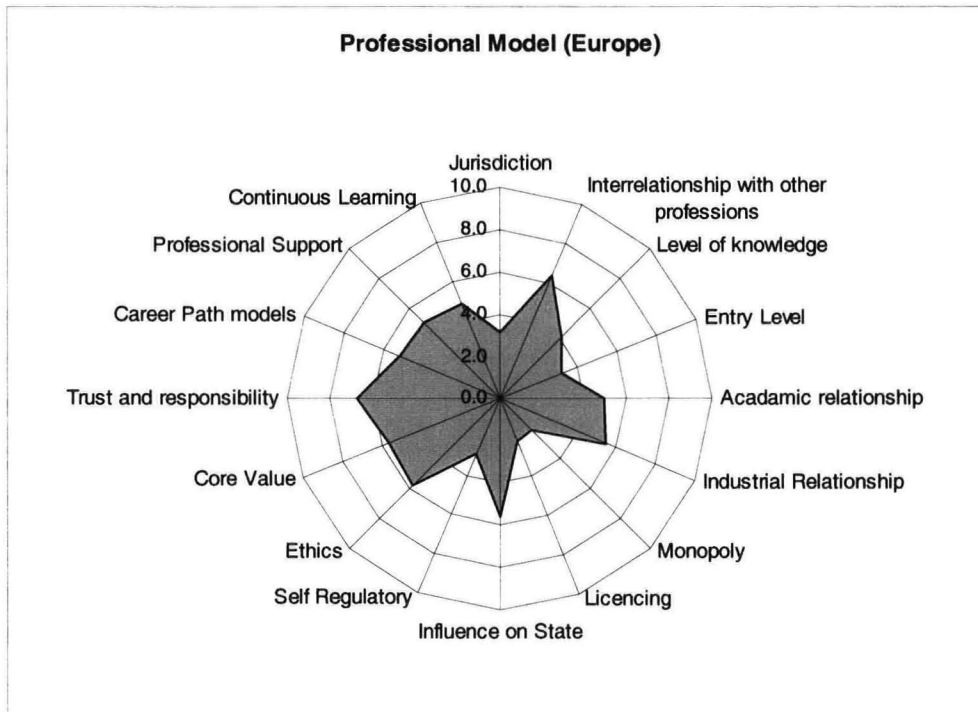 Professional Model (Europe)
Jurisdiction
10.0
8.0
6.0
4.0
2.0
0.0
Interrelationship with other
professions
Level of knowledge
Entry Level
Acadamic relationship
Industrial Relationship
Monopoly
Licencing
Influence on State
Self Regulatory
Ethics
Core Value
Trust and responsibility
Career Path models
Professional Support
Continuous Learning